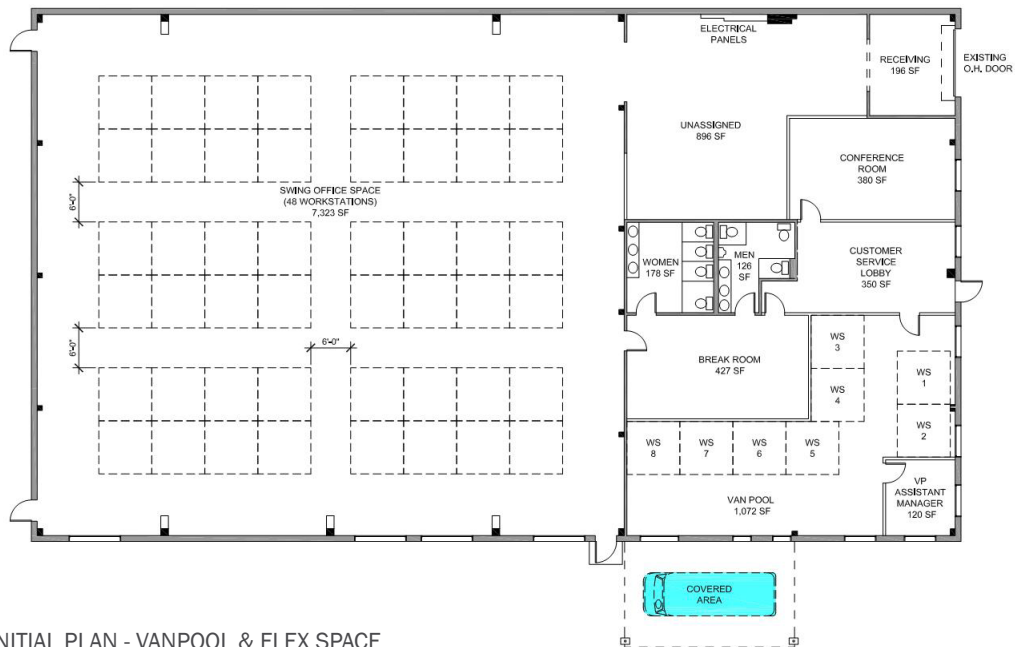 ELECTRICAL
PANELS
RECEIVING
196 SF
EXISTING
O.H. DOOR
UNASSIGNED
896 SF
CONFERENCE
ROOM
380 SF
6'-0"
SWING OFFICE SPACE
(48 WORKSTATIONS)
7,323 SF
WOMEN
178 SF
MEN
126
SF
CUSTOMER
SERVICE
LOBBY
350 SF
6'-0"
6'-0"
BREAK ROOM
427 SF
WS
3
WS
4
WS
1
WS
2
WS
8
WS
7
WS
6
WS
5
VAN POOL
1,072 SF
VP
ASSISTANT
MANAGER
120 SF
COVERED
AREA
NITIAL PLAN - VANPOOL & FLEX SPACE